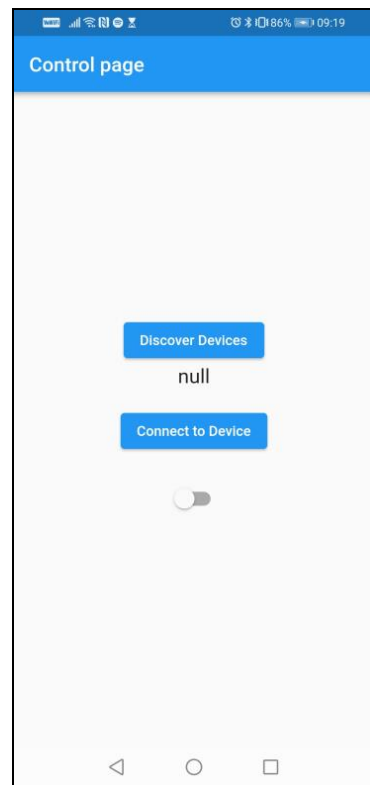 86% 09:19
Control page
Discover Devices
null
Connect to Device